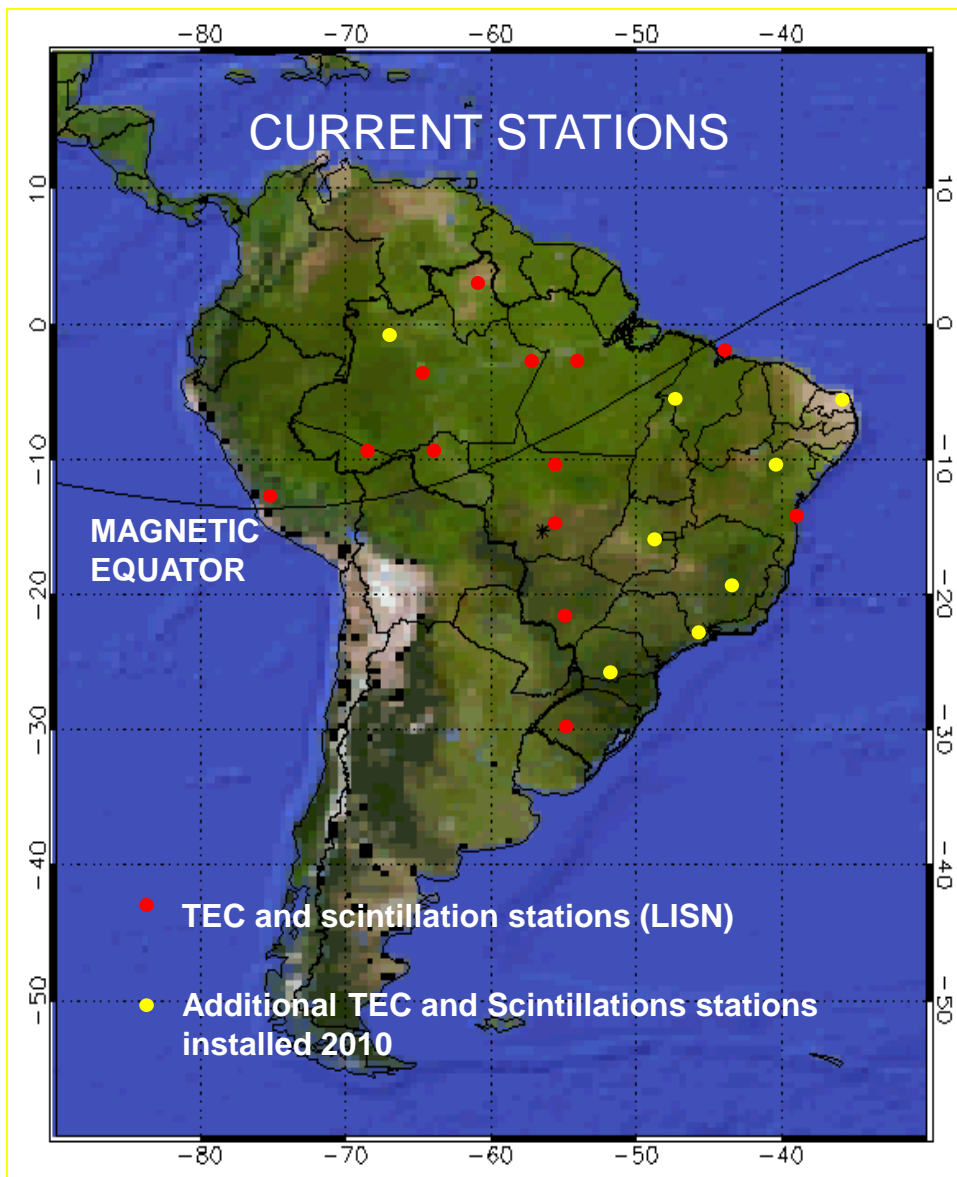 -80 -70 -60 -50 -40
CURRENT STATIONS
10 10
0 0
-10 -10
MAGNETIC
EQUATOR
-20 -20
-30 -30
-40 -40
TEC and scintillation stations (LISN)
-50 -50
Additional TEC and Scintillations stations
installed 2010
-80 -70 -60 -50 -40